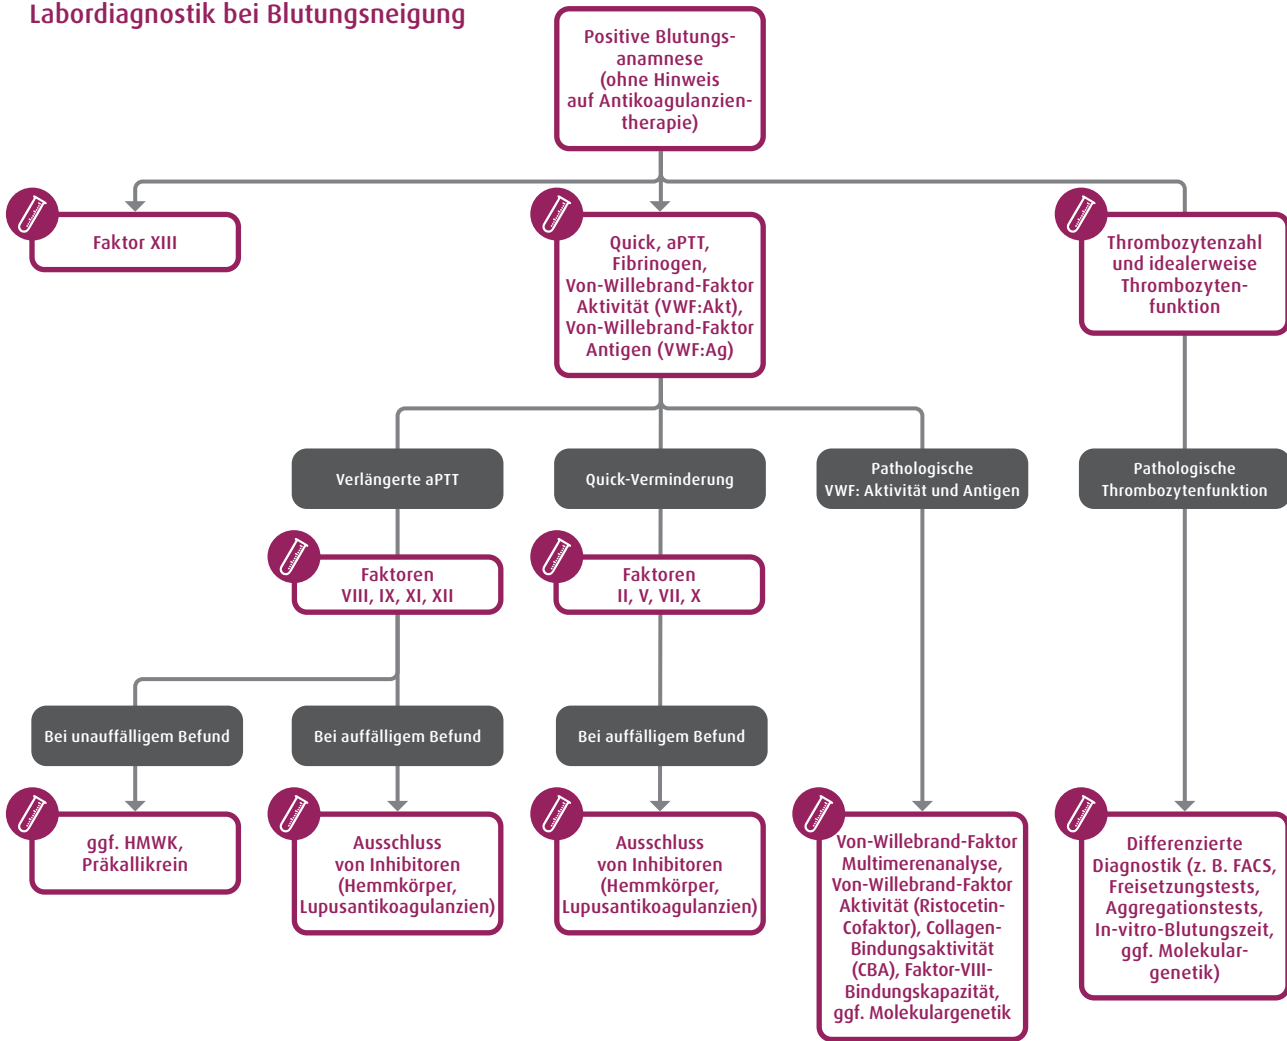 Labordiagnostik bei Blutungsneigung
Positive Blutungs-
anamnese
(ohne Hinweis
auf Antikoagulanzien-
therapie)
Faktor XIII
Quick, aPTT,
Fibrinogen,
Von-Willebrand-Faktor
Aktivität (VWF:Akt),
Von-Willebrand-Faktor
Antigen (VWF:Ag)
Thrombozytenzahl
und idealerweise
Thrombozyten-
funktion
Verlängerte aPTT
Quick-Verminderung
Pathologische
VWF: Aktivität und Antigen
Pathologische
Thrombozytenfunktion
Faktoren
VIII, IX, XI, XII
Faktoren
II, V, VII, X
Bei unauffälligem Befund
Bei auffälligem Befund
Bei auffälligem Befund
ggf. HMWK,
Präkallikrein
Ausschluss
von Inhibitoren
(Hemmkörper,
Lupusantikoagulanzien)
Ausschluss
von Inhibitoren
(Hemmkörper,
Lupusantikoagulanzien)
Von-Willebrand-Faktor
Multimerenanalyse,
Von-Willebrand-Faktor
Aktivität (Ristocetin-
Cofaktor), Collagen-
Bindungsaktivität
(CBA), Faktor-VIII-
Bindungskapazität,
ggf. Molekulargenetik
Differenzierte
Diagnostik (z. B. FACS,
Freisetzungstests,
Aggregationstests,
In-vitro-Blutungszeit,
ggf. Molekular-
genetik)